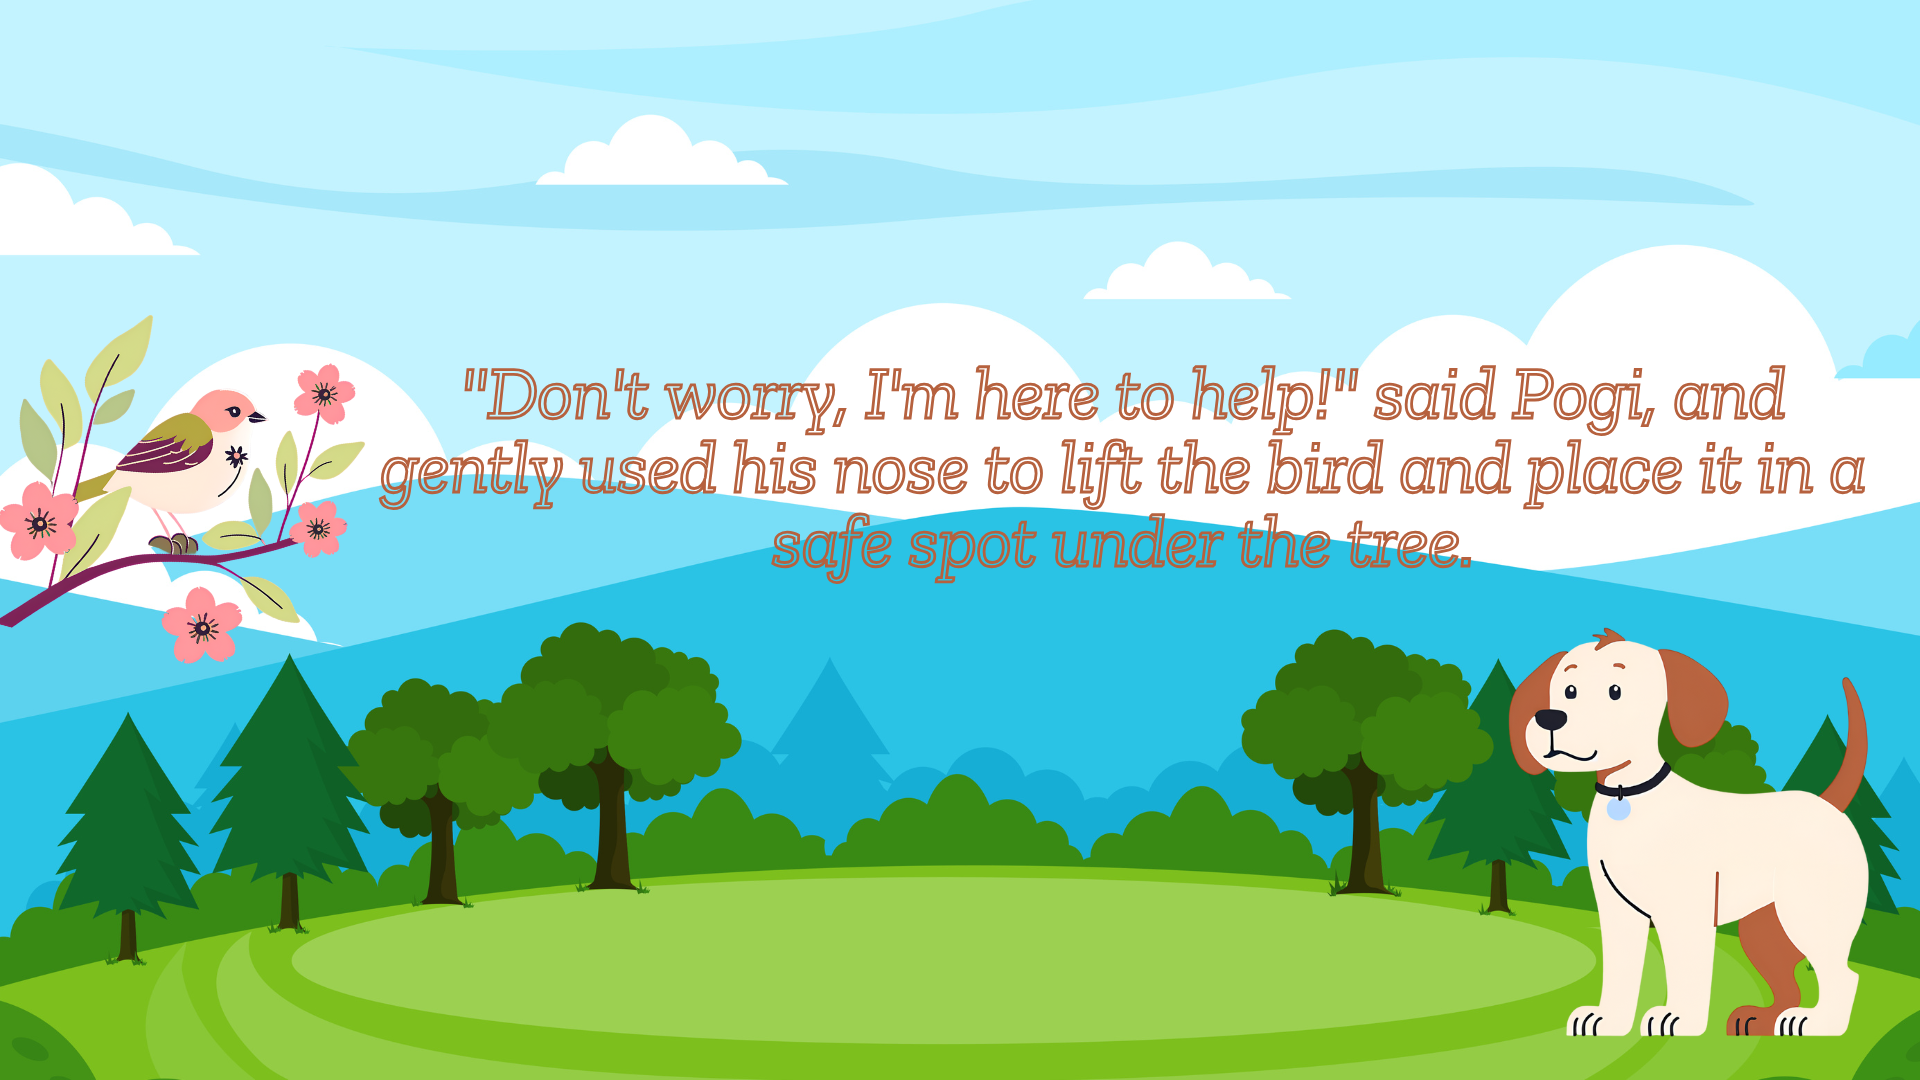 "Don't worry, I'm here to help!" said Pogi, and
gently used his nose to lift the bird and place it in a
safe spot under the tree.